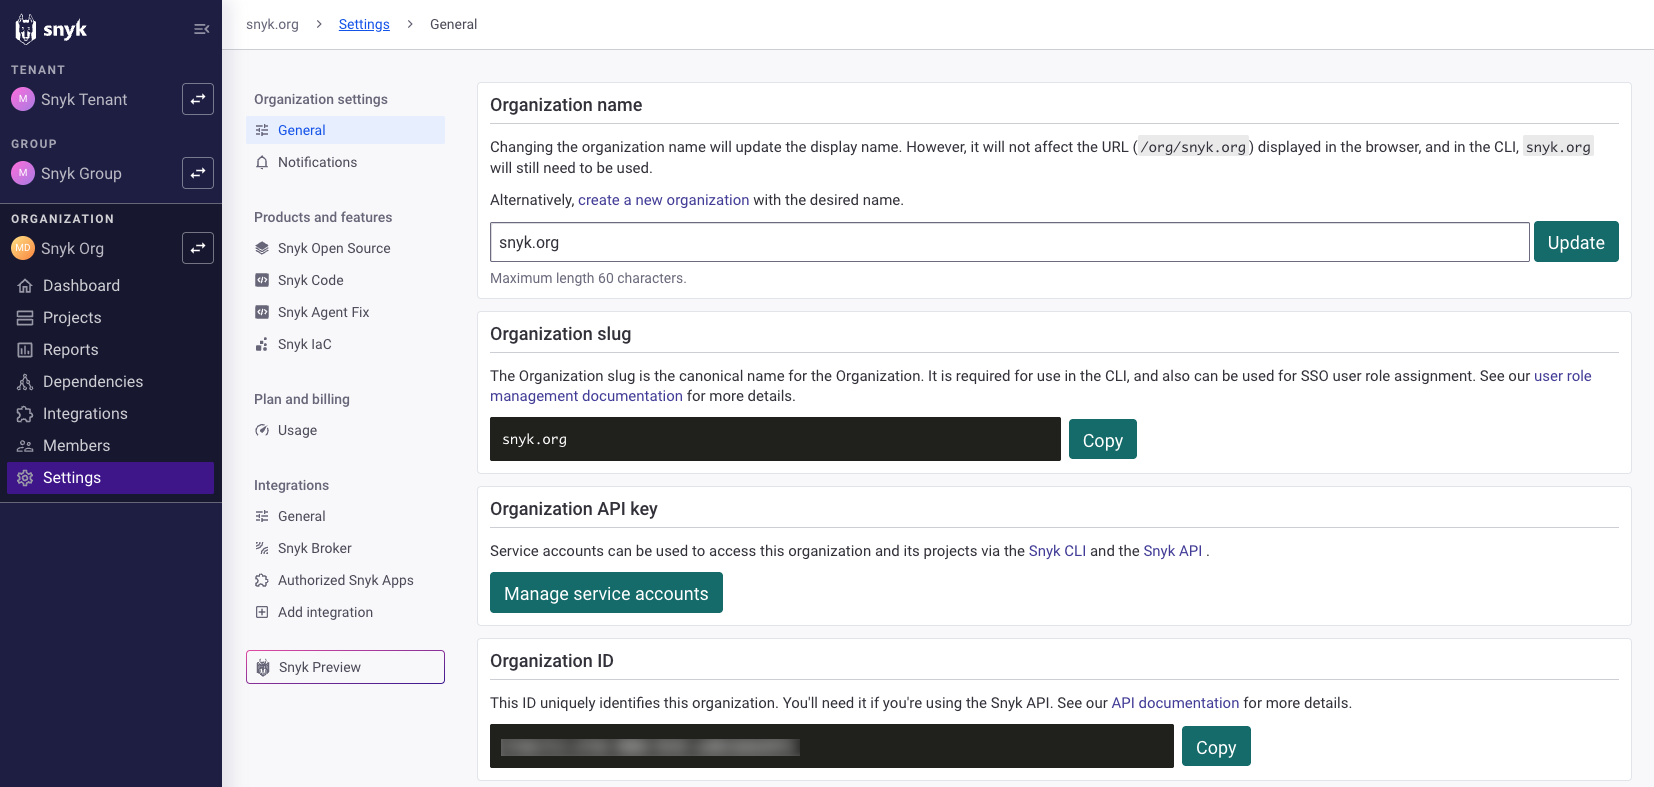 snyk
TENANT
M Snyk Tenant
GROUP
M Snyk Group
ORGANIZATION
MD Snyk Org
Dashboard
Projects
Reports
Dependencies
Integrations
Members
Settings
snyk.org > Settings > General
Organization settings
General
Notifications
Products and features
Snyk Open Source
Snyk Code
Snyk Agent Fix
Snyk IaC
Plan and billing
Usage
Integrations
General
Snyk Broker
Authorized Snyk Apps
Add integration
Snyk Preview
Organization name
Changing the organization name will update the display name. However, it will not affect the URL (/org/snyk.org) displayed in the browser, and in the CLI, snyk.org
will still need to be used.
Alternatively, create a new organization with the desired name.
snyk.org Update
Maximum length 60 characters.
Organization slug
The Organization slug is the canonical name for the Organization. It is required for use in the CLI, and also can be used for SSO user role assignment. See our user role
management documentation for more details.
snyk.org Copy
Organization API key
Service accounts can be used to access this organization and its projects via the Snyk CLI and the Snyk API .
Manage service accounts
Organization ID
This ID uniquely identifies this organization. You'll need it if you're using the Snyk API. See our API documentation for more details.
Copy